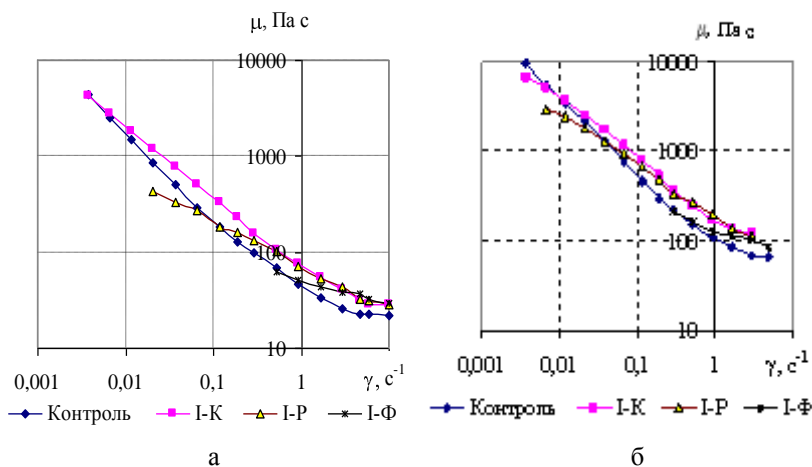 μ, Па с
10000
1000
100
10
0,001 0,01 0,1 1 γ, с⁻¹
Контроль I-К I-Р I-Ф
а
μ, Па с
10000
1000
100
10
0,001 0,01 0,1 1 γ, с⁻¹
Контроль I-К I-Р I-Ф
б